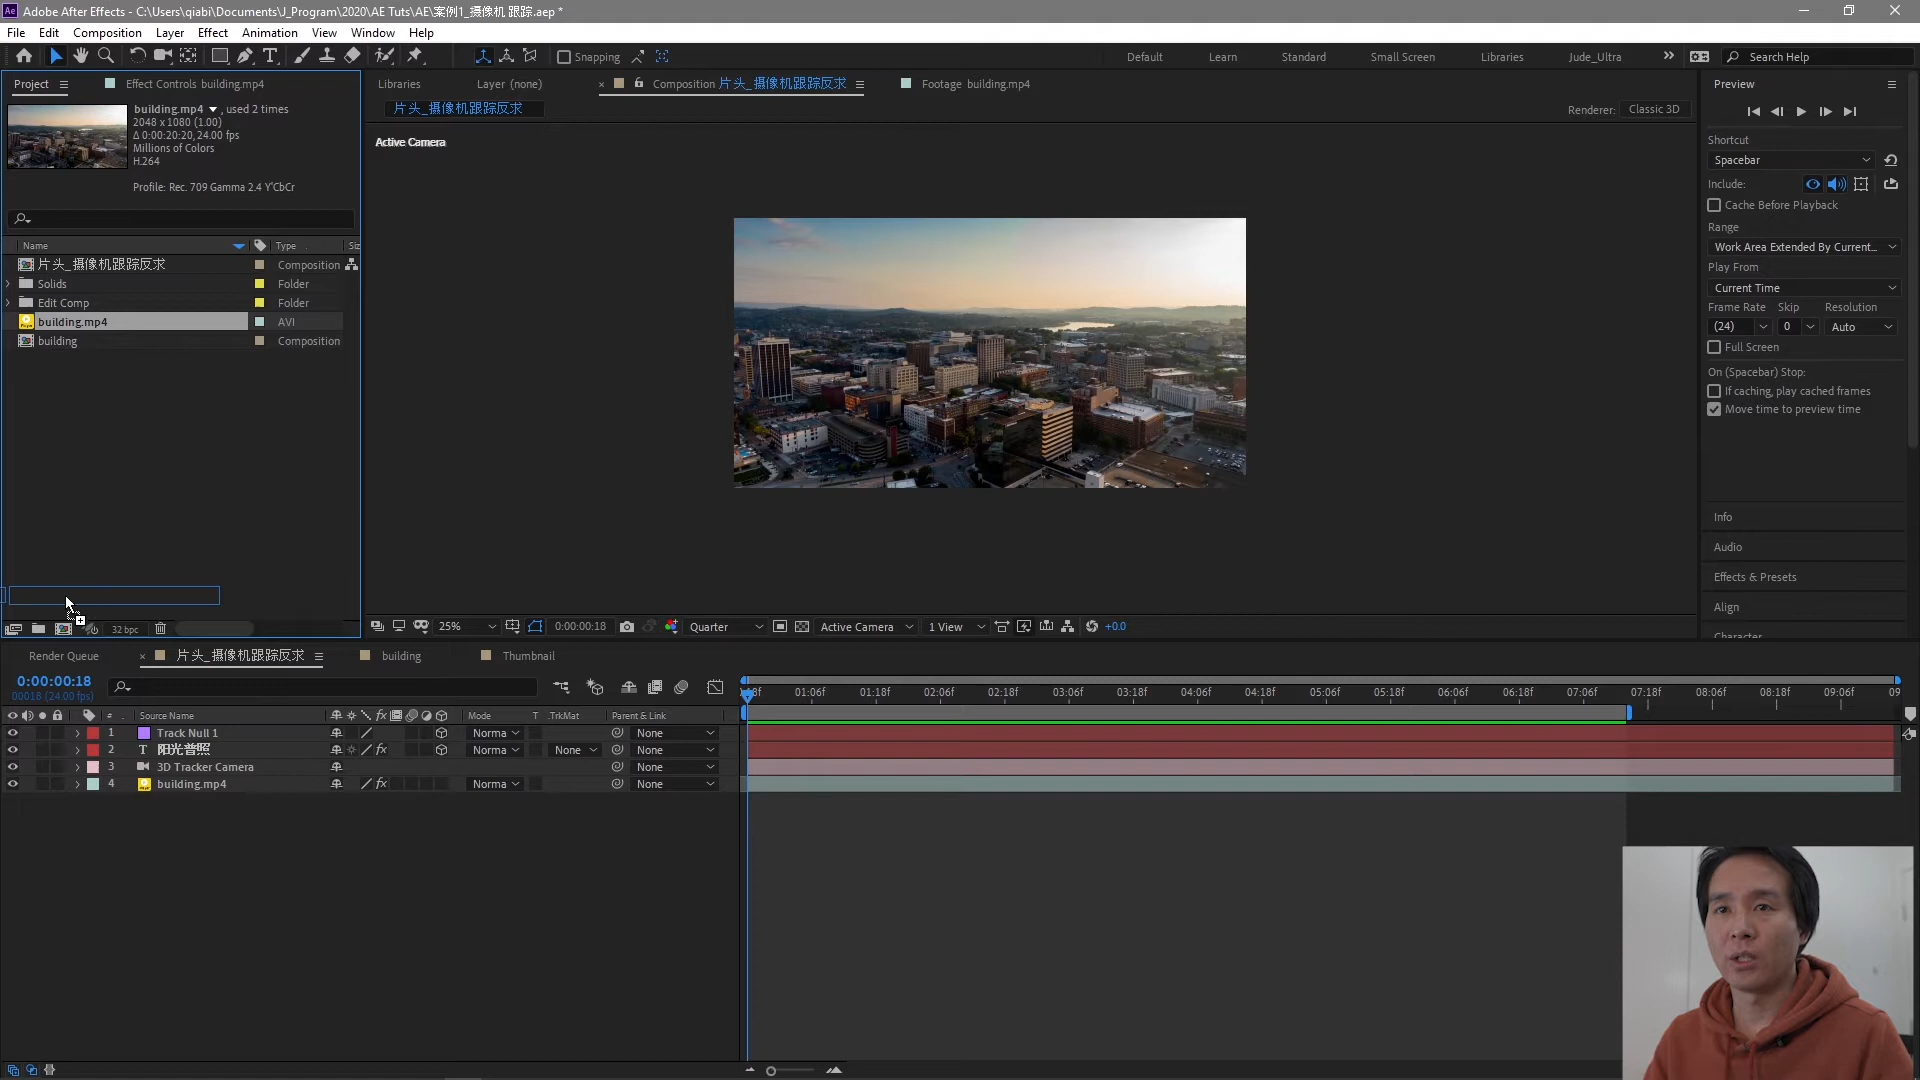 Adobe After Effects - C:\Users\qiabi\Documents\J_Program\2020\AE Tuts\AE\案例1_摄像机 跟踪.aep *
File Edit Composition Layer Effect Animation View Window Help
Snapping
Default Learn Standard Small Screen Libraries Jude_Ultra
Search Help
Project
Effect Controls building.mp4
Libraries
Layer (none)
Composition 片头_摄像机跟踪反求
Footage building.mp4
building.mp4 , used 2 times
2048 x 1080 (1.00)
Δ 0:00:20:20, 24.00 fps
Millions of Colors
H.264
Profile: Rec. 709 Gamma 2.4 Y'CbCr
片头_摄像机跟踪反求
Renderer: Classic 3D
Active Camera
Name Type Siz
片头_摄像机跟踪反求 Composition
Solids Folder
Edit Comp Folder
building.mp4 AVI
building Composition
32 bpc
25% 0:00:00:18 Quarter Active Camera 1 View +0.0
Preview
Shortcut
Spacebar
Include:
Cache Before Playback
Range
Work Area Extended By Current...
Play From
Current Time
Frame Rate Skip Resolution
(24) 0 Auto
Full Screen
On (Spacebar) Stop:
If caching, play cached frames
Move time to preview time
Info
Audio
Effects & Presets
Align
Character
Render Queue 片头_摄像机跟踪反求 building Thumbnail
0:00:00:18
00018 (24.00 fps)
:18f 01:06f 01:18f 02:06f 02:18f 03:06f 03:18f 04:06f 04:18f 05:06f 05:18f 06:06f 06:18f 07:06f 07:18f 08:06f 08:18f 09:06f 09
# Source Name Mode T .TrkMat Parent & Link
1 Track Null 1 Norma None
2 T 阳光普照 Norma None None
3 3D Tracker Camera None
4 building.mp4 Norma None